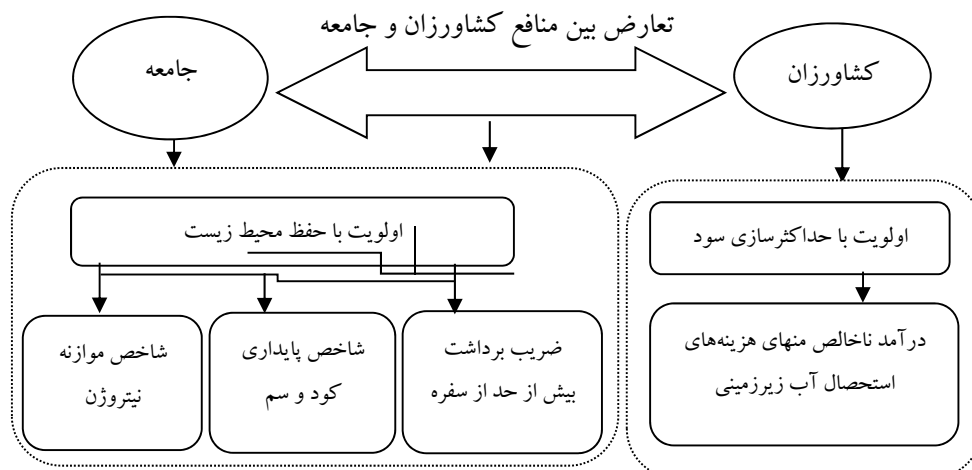 تعارض بین منافع کشاورزان و جامعه
کشاورزان
جامعه
اولویت با حداکثرسازی سود
درآمد ناخالص منهای هزینه‌های
استحصال آب زیرزمینی
اولویت با حفظ محیط زیست
ضریب برداشت
بیش از حد از سفره
شاخص پایداری
کود و سم
شاخص موازنه
نیتروژن